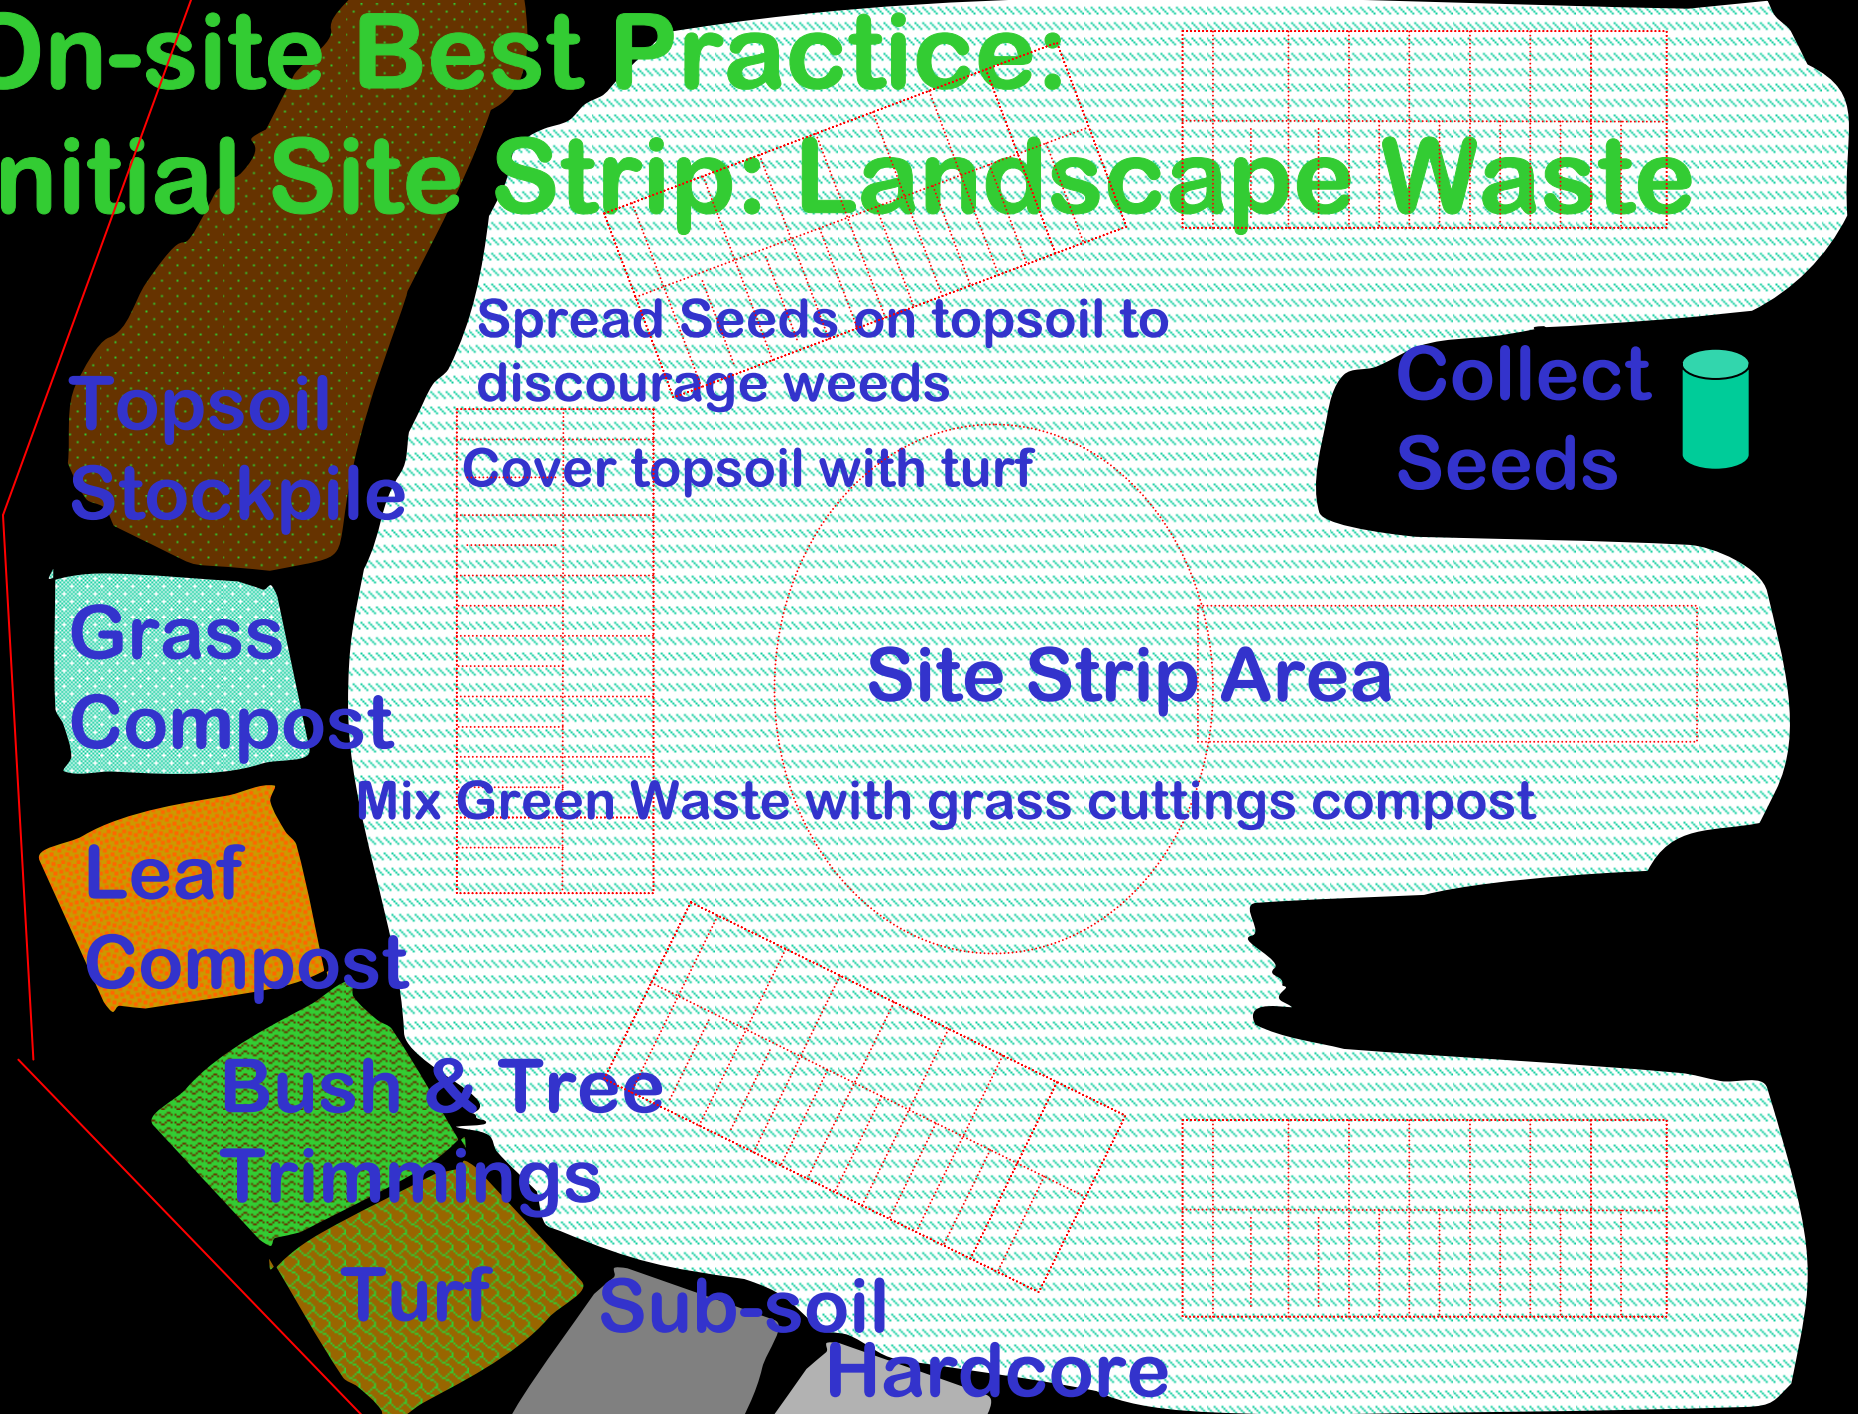 On-site Best Practice:
nitial Site Strip: Landscape Waste
Spread Seeds on topsoil to
discourage weeds
Collect
Seeds
Topsoil
Stockpile
Cover topsoil with turf
Grass
Compost
Site Strip Area
Mix Green Waste with grass cuttings compost
Leaf
Compost
Bush & Tree
Trimmings
Turf
Sub-soil
Hardcore